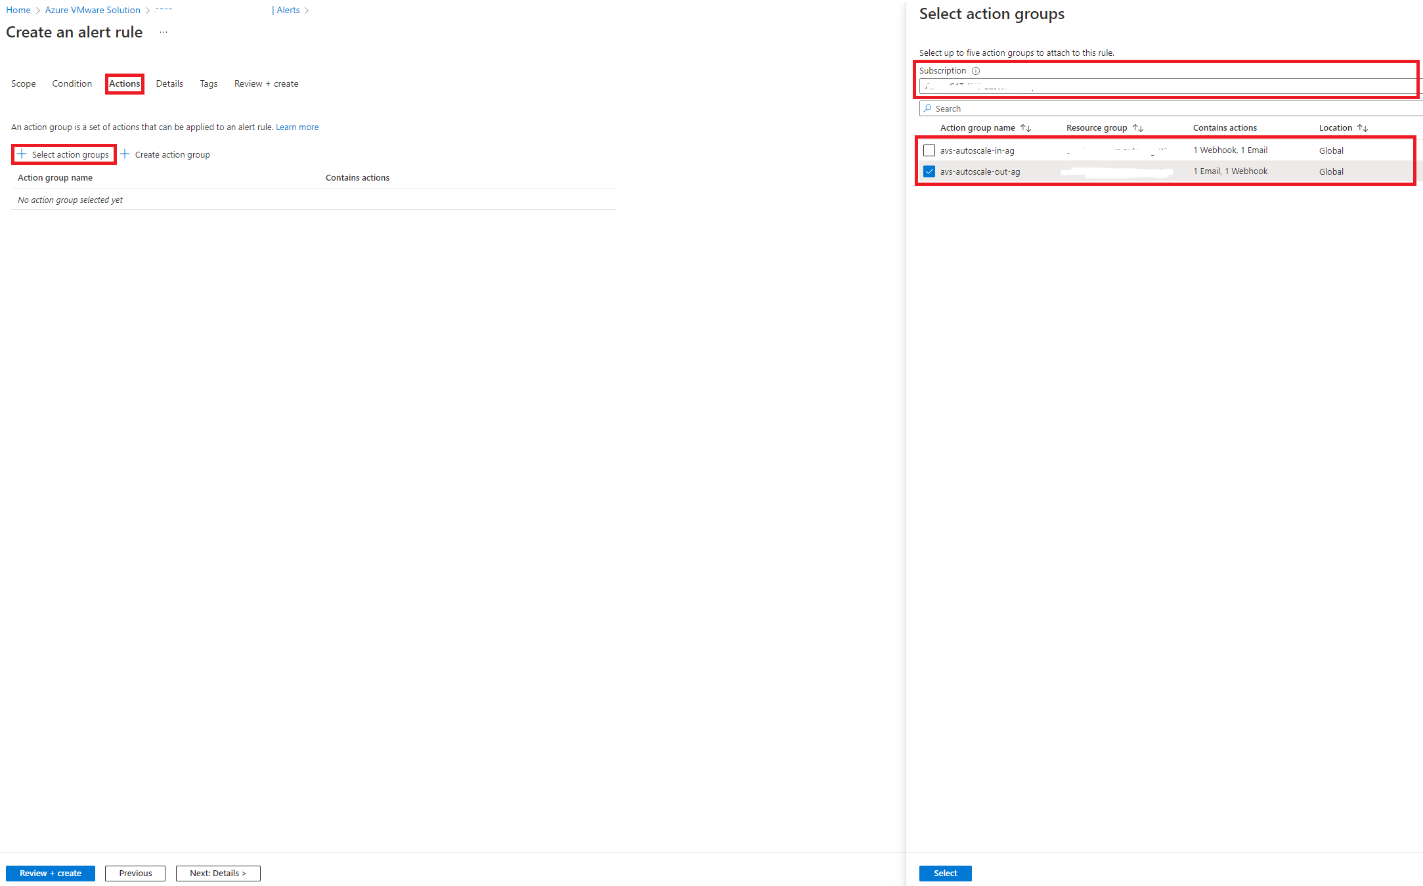 Home > Azure VMware Solution > | Alerts >
Create an alert rule ...
Scope Condition Actions Details Tags Review + create
An action group is a set of actions that can be applied to an alert rule. Learn more
+ Select action groups + Create action group
Action group name Contains actions
No action group selected yet
Review + create Previous Next: Details >
Select action groups
Select up to five action groups to attach to this rule.
Subscription
Search
Action group name ↑↓ Resource group ↑↓ Contains actions Location ↑↓
avs-autoscale-in-ag 1 Webhook, 1 Email Global
avs-autoscale-out-ag 1 Email, 1 Webhook Global
Select